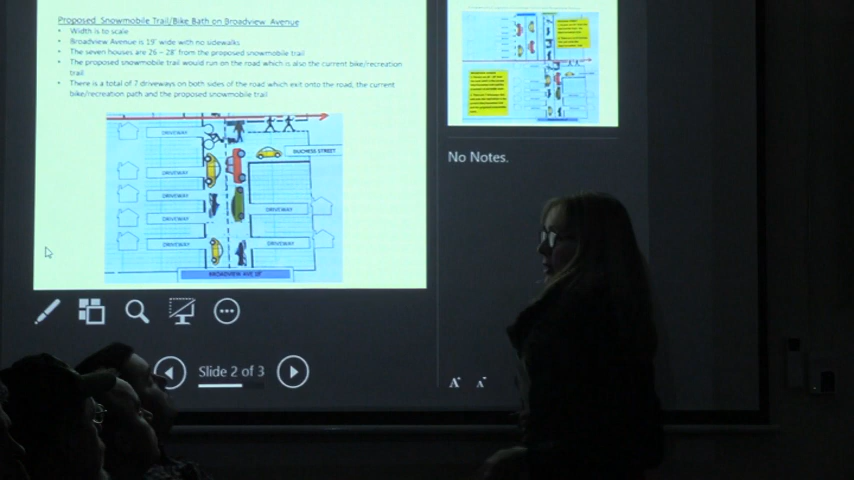 Proposed Snowmobile Trail/Bike Bath on Broadview Avenue
• Width is to scale
• Broadview Avenue is 19' wide with no sidewalks
• The seven houses are 26 – 28' from the proposed snowmobile trail
• The proposed snowmobile trail would run on the road which is also the current bike/recreation
trail
• There is a total of 7 driveways on both sides of the road which exit onto the road, the current
bike/recreation path and the proposed snowmobile trail
DRIVEWAY
DUCHESS STREET
DRIVEWAY
DRIVEWAY
DRIVEWAY
DRIVEWAY
DRIVEWAY
DRIVEWAY
BROADVIEW AVE
No Notes.
Slide 2 of 3
A A